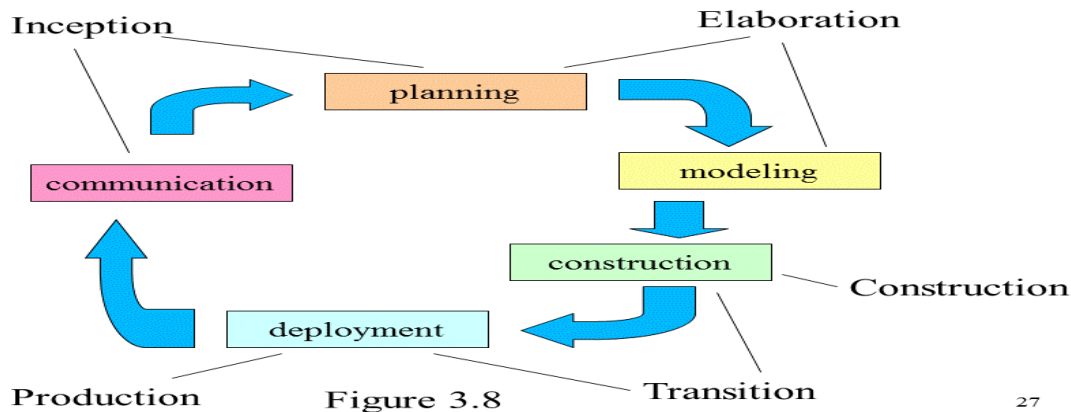 Inception
Elaboration
planning
modeling
communication
construction
Construction
deployment
Production
Figure 3.8
Transition
27